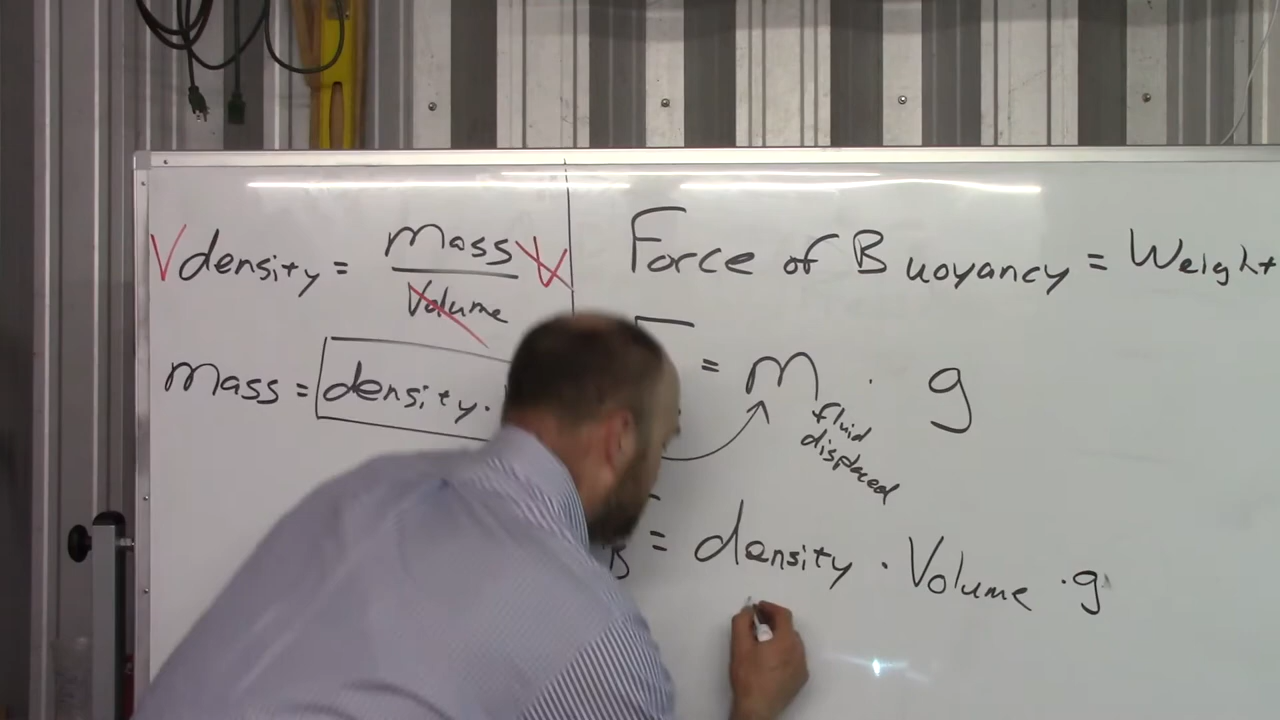 V density = mass V
Volume
mass = density .
Force of Buoyancy = Weight
= m . g
fluid
displaced
B = density . Volume . g